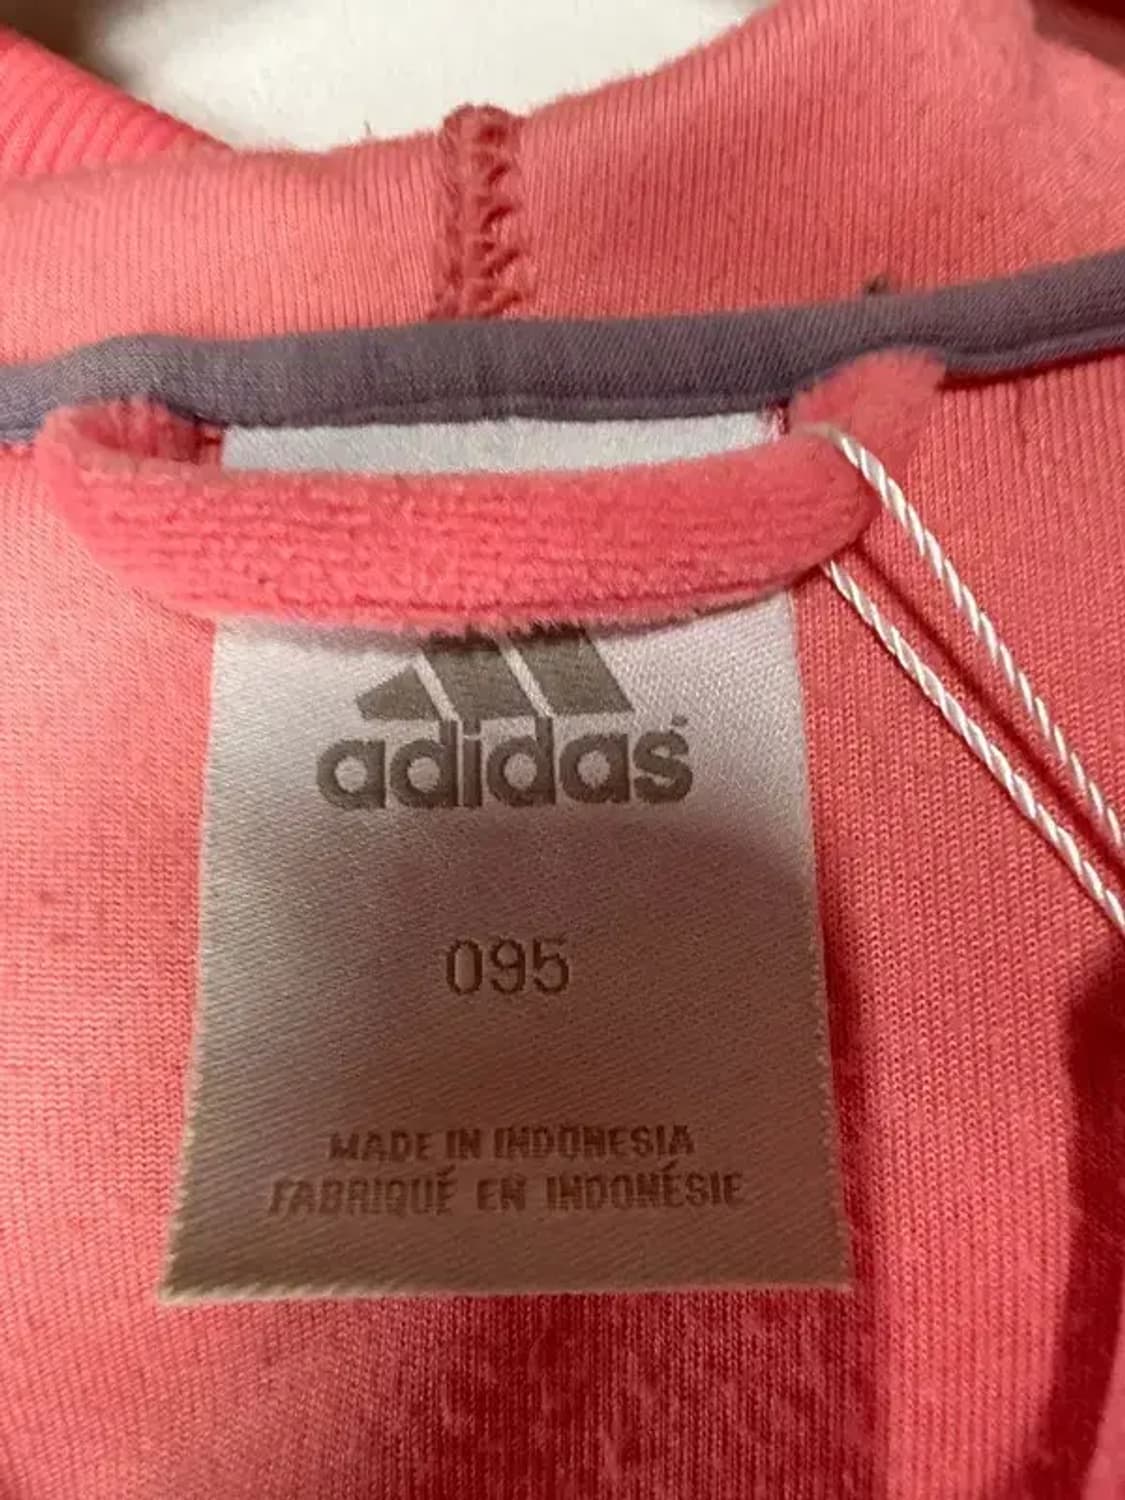 adidas
095
MADE IN INDONESIA
FABRIQUÉ EN INDONÉSIE